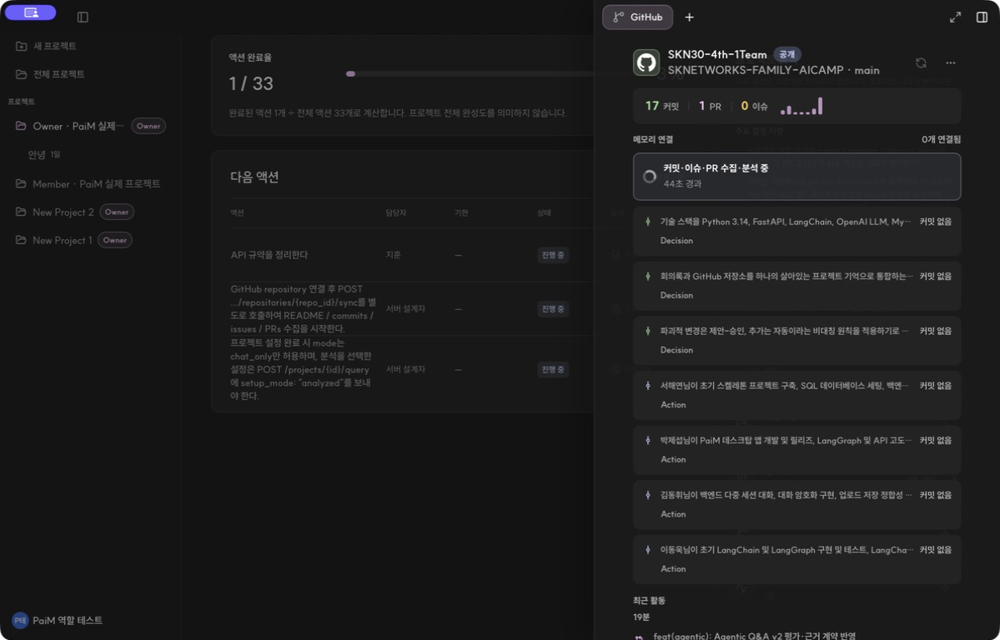 새 프로젝트
전체 프로젝트
프로젝트
Owner · PaiM 실제… Owner
안녕 1일
Member · PaiM 실제 프로젝트
New Project 2 Owner
New Project 1 Owner
PaiM 역할 테스트
액션 완료율
1 / 33
완료된 액션 1개 ÷ 전체 액션 33개로 계산합니다. 프로젝트 전체 완성도를 의미하지 않습니다.
다음 액션
액션 담당자 기한 상태
API 규약을 정리한다 지훈 — 진행 중
GitHub repository 연결 후 POST
.../repositories/{repo_id}/sync를 별
도로 호출하여 README / commits /
issues / PRs 수집을 시작한다.
서버 설계자 — 진행 중
프로젝트 설정 완료 시 mode는
chat_only만 허용하며, 분석을 선택한
설정은 POST /projects/{id}/query
에 setup_mode: "analyzed"를 보내
야 한다.
서버 설계자 — 진행 중
GitHub
SKN30-4th-1Team 공개
SKNETWORKS-FAMILY-AICAMP · main
17 커밋 1 PR 0 이슈
메모리 연결 0개 연결됨
커밋·이슈·PR 수집·분석 중
44초 경과
기술 스택을 Python 3.14, FastAPI, LangChain, OpenAI LLM, My… 커밋 없음
Decision
회의록과 GitHub 저장소를 하나의 살아있는 프로젝트 기억으로 통합하는… 커밋 없음
Decision
파괴적 변경은 제안-승인, 추가는 자동이라는 비대칭 원칙을 적용하기로 … 커밋 없음
Decision
서해연님이 초기 스켈레톤 프로젝트 구축, SQL 데이터베이스 세팅, 백엔… 커밋 없음
Action
박제섭님이 PaiM 데스크탑 앱 개발 및 릴리즈, LangGraph 및 API 고도… 커밋 없음
Action
김동휘님이 백엔드 다중 세션 대화, 대화 암호화 구현, 업로드 저장 정합성 … 커밋 없음
Action
이동욱님이 초기 LangChain 및 LangGraph 구현 및 테스트, LangCha… 커밋 없음
Action
최근 활동
19분
feat(agentic): Agentic Q&A v2 평가·근거 계약 반영